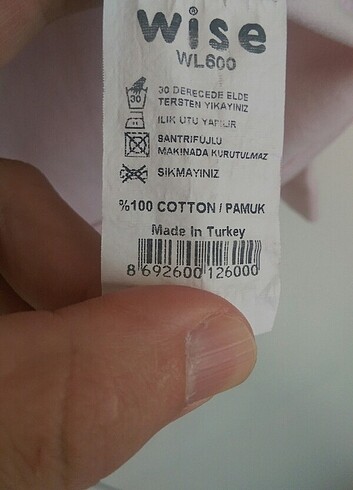 wise
WL600
30
30 DERECEDE ELDE
TERSTEN YIKAYINIZ
ILIK UTU YAPILIR
SANTRIFUJLU
MAKINADA KURUTULMAZ
SIKMAYINIZ
%100 COTTON / PAMUK
Made In Turkey
8 692600 126000